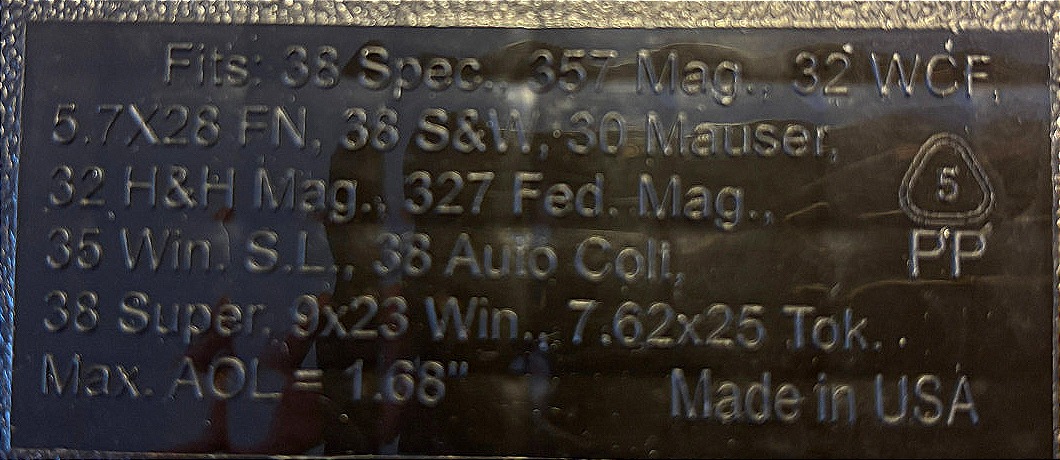 Fits: 38 Spec., 357 Mag., 32 WCF,
5.7X28 FN, 38 S&W, 30 Mauser,
32 H&H Mag., 327 Fed. Mag.,
35 Win. S.L., 38 Auto Colt,
38 Super, 9x23 Win., 7.62x25 Tok.
Max. AOL = 1.68"
5
PP
Made in USA